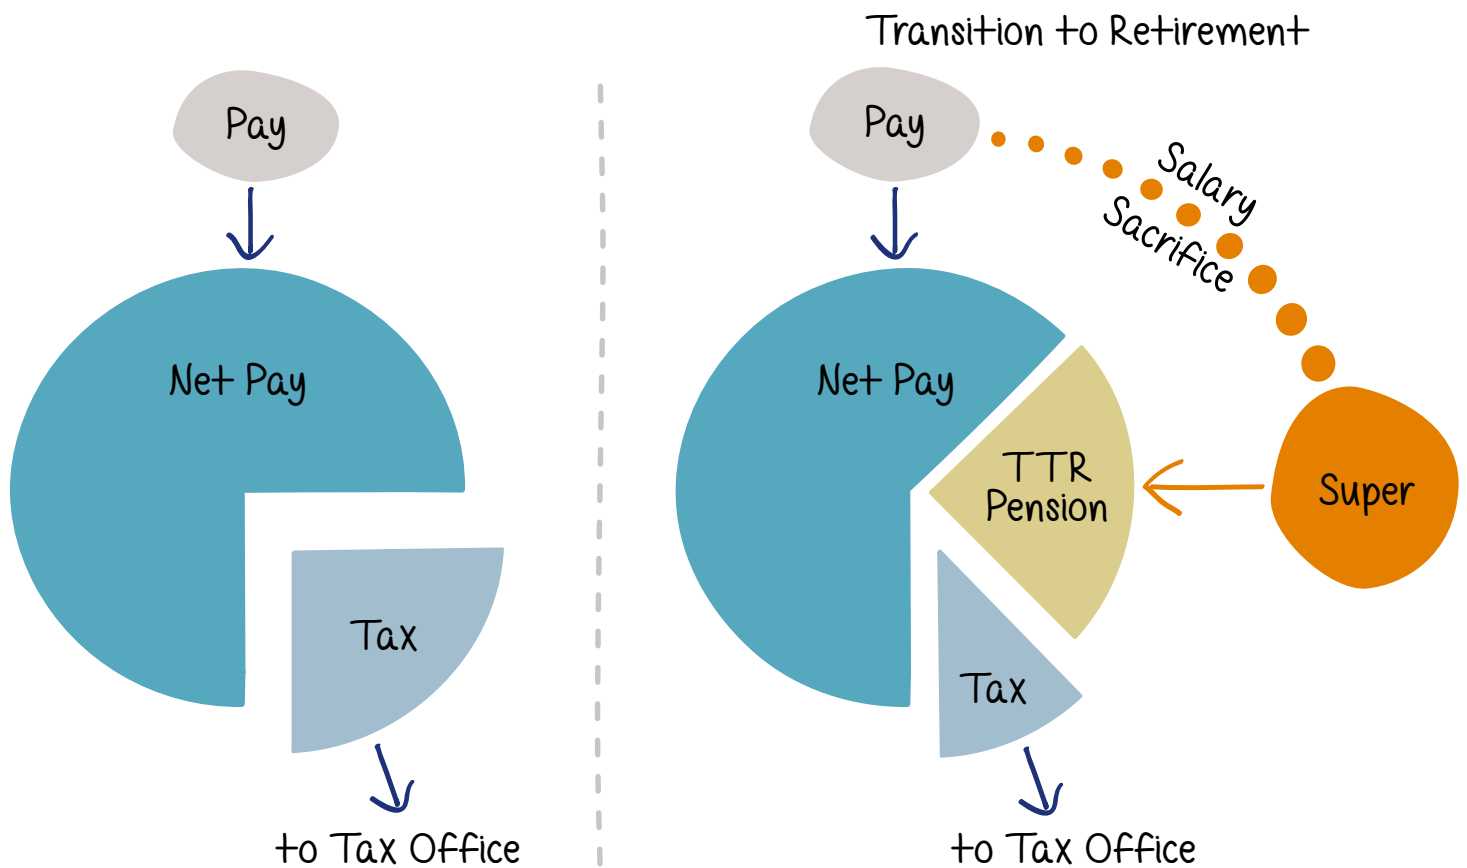 Pay
Net Pay
Tax
to Tax Office
Transition to Retirement
Pay
Salary
Sacrifice
Net Pay
TTR
Pension
Super
Tax
to Tax Office